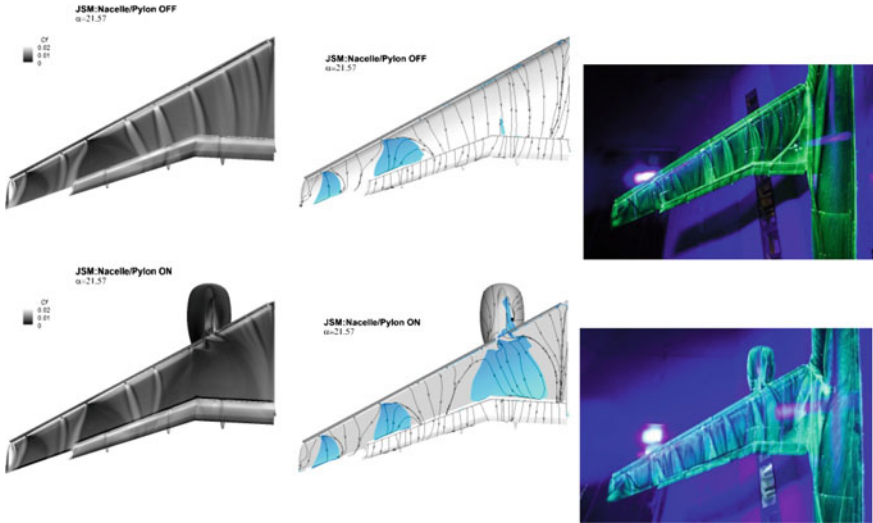 JSM:Nacelle/Pylon OFF
α=21.57
Cf
0.02
0.01
0
JSM:Nacelle/Pylon OFF
α=21.57
JSM:Nacelle/Pylon ON
α=21.57
Cf
0.02
0.01
0
JSM:Nacelle/Pylon ON
α=21.57